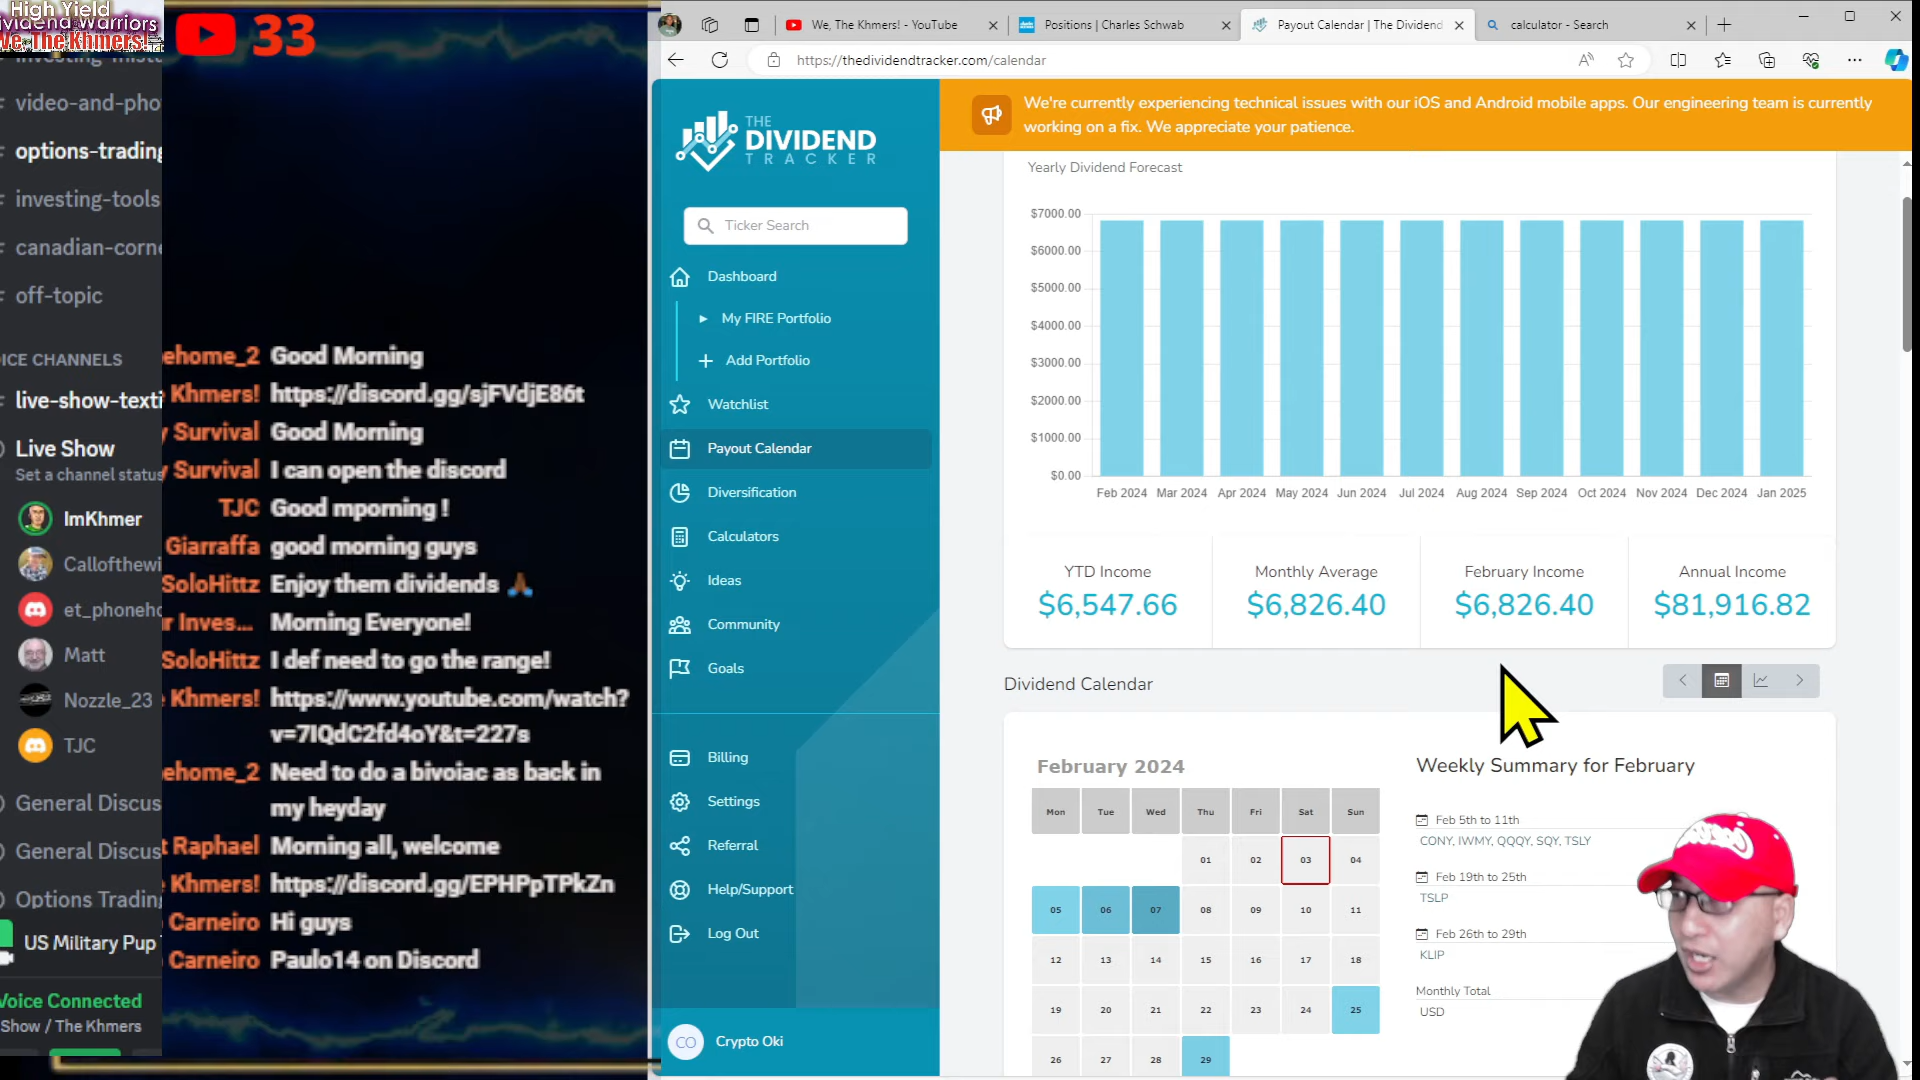 High Yield
Dividend Warriors
We, The Khmers!
33
video-and-pho
options-trading
investing-tools
canadian-corne
off-topic
OICE CHANNELS
live-show-texti
Live Show
Set a channel status
ImKhmer
Callofthewi
et_phoneho
Matt
Nozzle_23
TJC
General Discus
General Discus
Options Trading
US Military Pup
Voice Connected
Show / The Khmers
ehome_2 Good Morning
Khmers! https://discord.gg/sjFVdjE86t
y Survival Good Morning
y Survival I can open the discord
TJC Good mporning !
Giarraffa good morning guys
SoloHittz Enjoy them dividends 🙏🏾
r Inves... Morning Everyone!
SoloHittz I def need to go the range!
e Khmers! https://www.youtube.com/watch?
v=7IQdC2fd4oY&t=227s
ehome_2 Need to do a bivoiac as back in
my heyday
t Raphael Morning all, welcome
e Khmers! https://discord.gg/EPHPpTPkZn
Carneiro Hi guys
Carneiro Paulo14 on Discord
We, The Khmers! - YouTube
Positions | Charles Schwab
Payout Calendar | The Dividend
calculator - Search
https://thedividendtracker.com/calendar
THE
DIVIDEND
TRACKER
Ticker Search
Dashboard
My FIRE Portfolio
Add Portfolio
Watchlist
Payout Calendar
Diversification
Calculators
Ideas
Community
Goals
Billing
Settings
Referral
Help/Support
Log Out
CO Crypto Oki
We're currently experiencing technical issues with our iOS and Android mobile apps. Our engineering team is currently
working on a fix. We appreciate your patience.
Yearly Dividend Forecast
$7000.00
$6000.00
$5000.00
$4000.00
$3000.00
$2000.00
$1000.00
$0.00
Feb 2024 Mar 2024 Apr 2024 May 2024 Jun 2024 Jul 2024 Aug 2024 Sep 2024 Oct 2024 Nov 2024 Dec 2024 Jan 2025
YTD Income Monthly Average February Income Annual Income
$6,547.66 $6,826.40 $6,826.40 $81,916.82
Dividend Calendar
February 2024
Mon Tue Wed Thu Fri Sat Sun
01 02 03 04
05 06 07 08 09 10 11
12 13 14 15 16 17 18
19 20 21 22 23 24 25
26 27 28 29
Weekly Summary for February
Feb 5th to 11th
CONY, IWMY, QQQY, SQY, TSLY
Feb 19th to 25th
TSLP
Feb 26th to 29th
KLIP
Monthly Total
USD